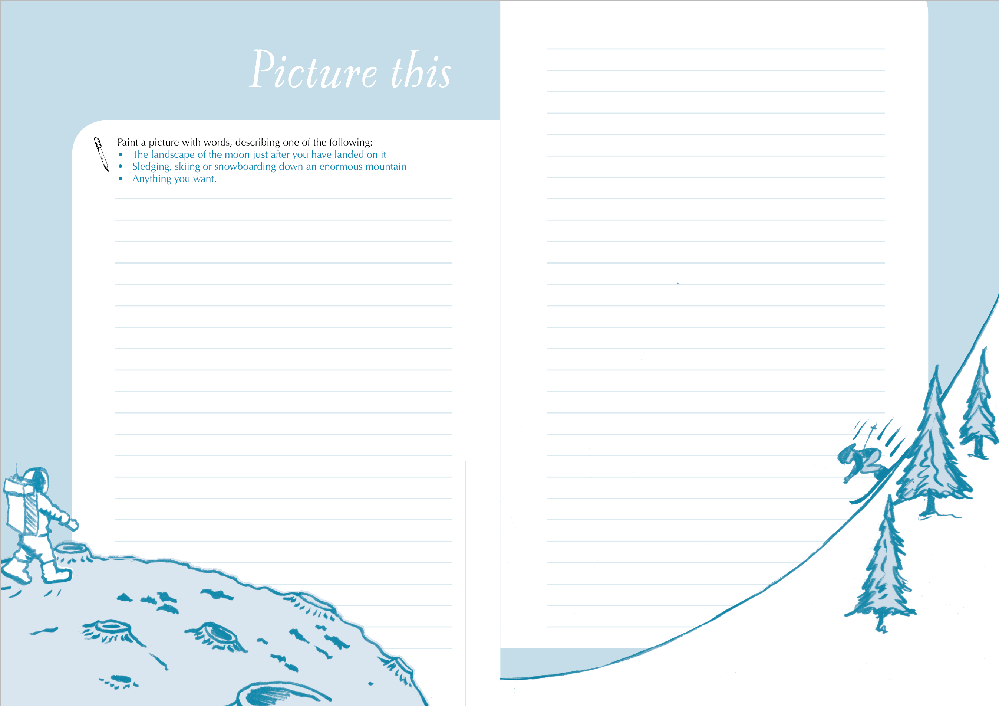 Picture this
Paint a picture with words, describing one of the following:
• The landscape of the moon just after you have landed on it
• Sledging, skiing or snowboarding down an enormous mountain
• Anything you want.